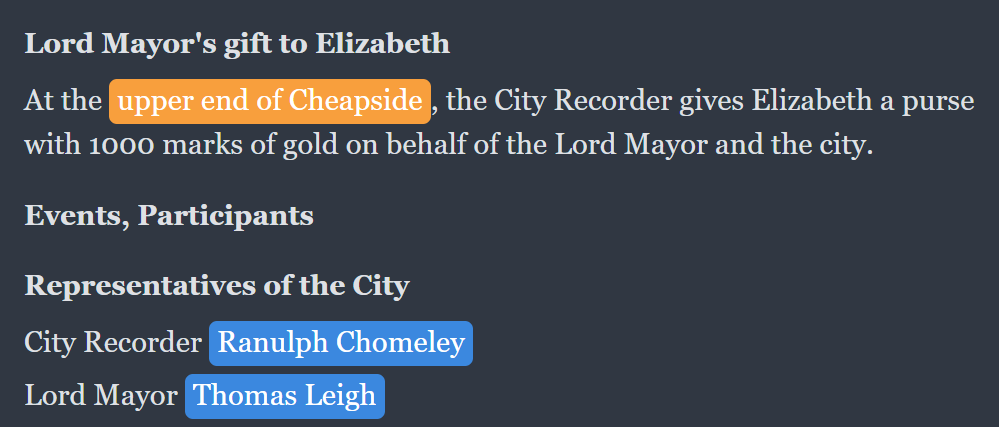 Lord Mayor's gift to Elizabeth
At the upper end of Cheapside, the City Recorder gives Elizabeth a purse
with 1000 marks of gold on behalf of the Lord Mayor and the city.
Events, Participants
Representatives of the City
City Recorder Ranulph Chomeley
Lord Mayor Thomas Leigh